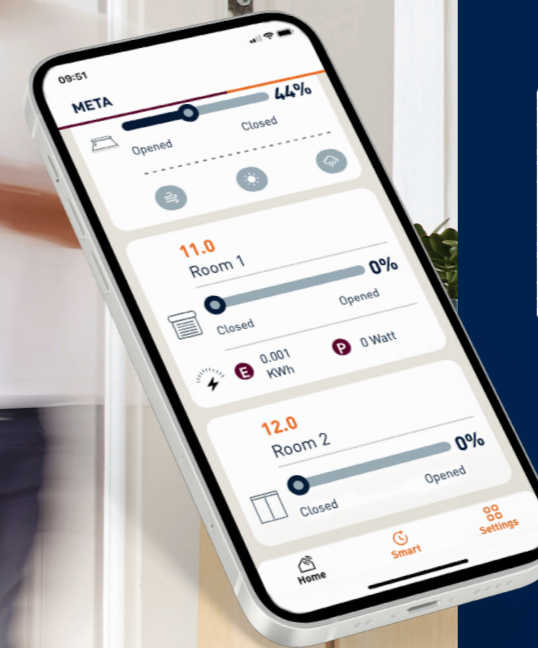 09:51
META
44%
Opened
Closed
11.0
Room 1
0%
Closed
Opened
E
0.001
KWh
P
0 Watt
12.0
Room 2
0%
Closed
Opened
Home
Smart
Settings